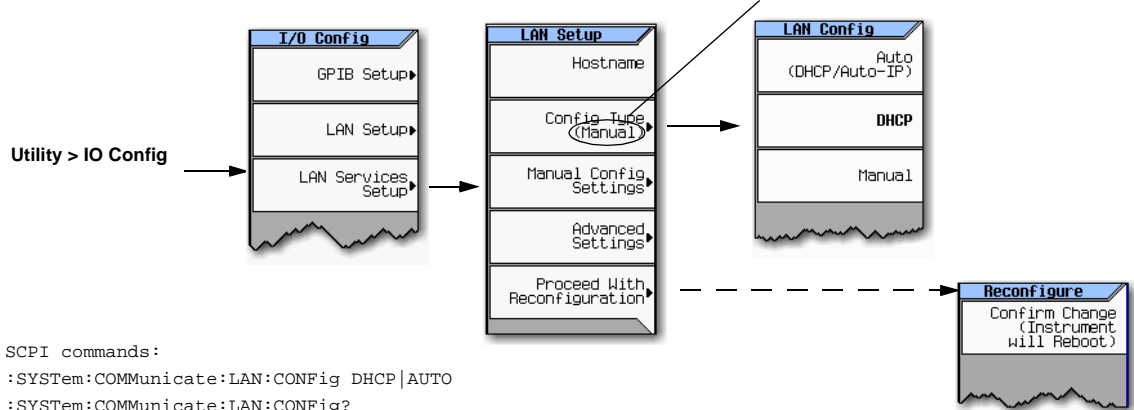 Utility > IO Config
I/O Config
GPIB Setup
LAN Setup
LAN Services
Setup
LAN Setup
Hostname
Config Type
(Manual)
Manual Config
Settings
Advanced
Settings
Proceed With
Reconfiguration
LAN Config
Auto
(DHCP/Auto-IP)
DHCP
Manual
Reconfigure
Confirm Change
(Instrument
will Reboot)
SCPI commands:
:SYSTem:COMMunicate:LAN:CONFig DHCP|AUTO
:SYSTem:COMMunicate:LAN:CONFig?